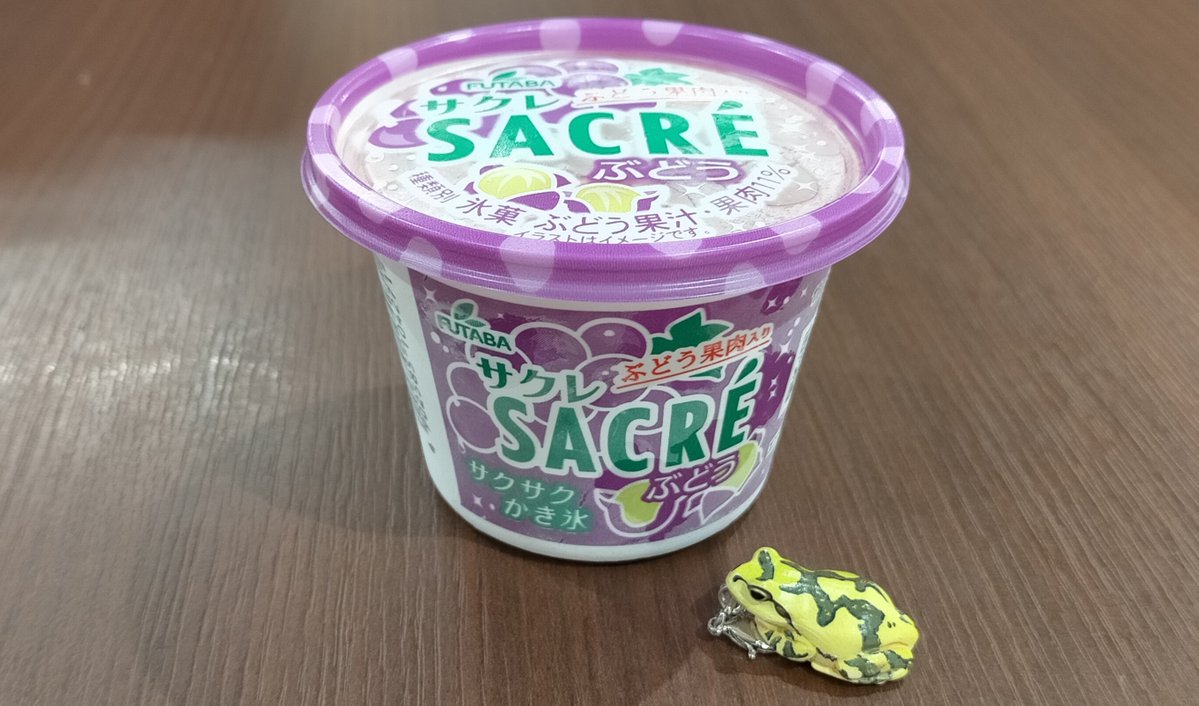 FUTABA
サクレ
ぶどう果肉入り
SACRÉ
ぶどう
種類別 氷菓 ぶどう果汁・果肉11%
イラストはイメージです。
FUTABA
サクレ
ぶどう果肉入り
SACRÉ
ぶどう
サクサク
かき氷